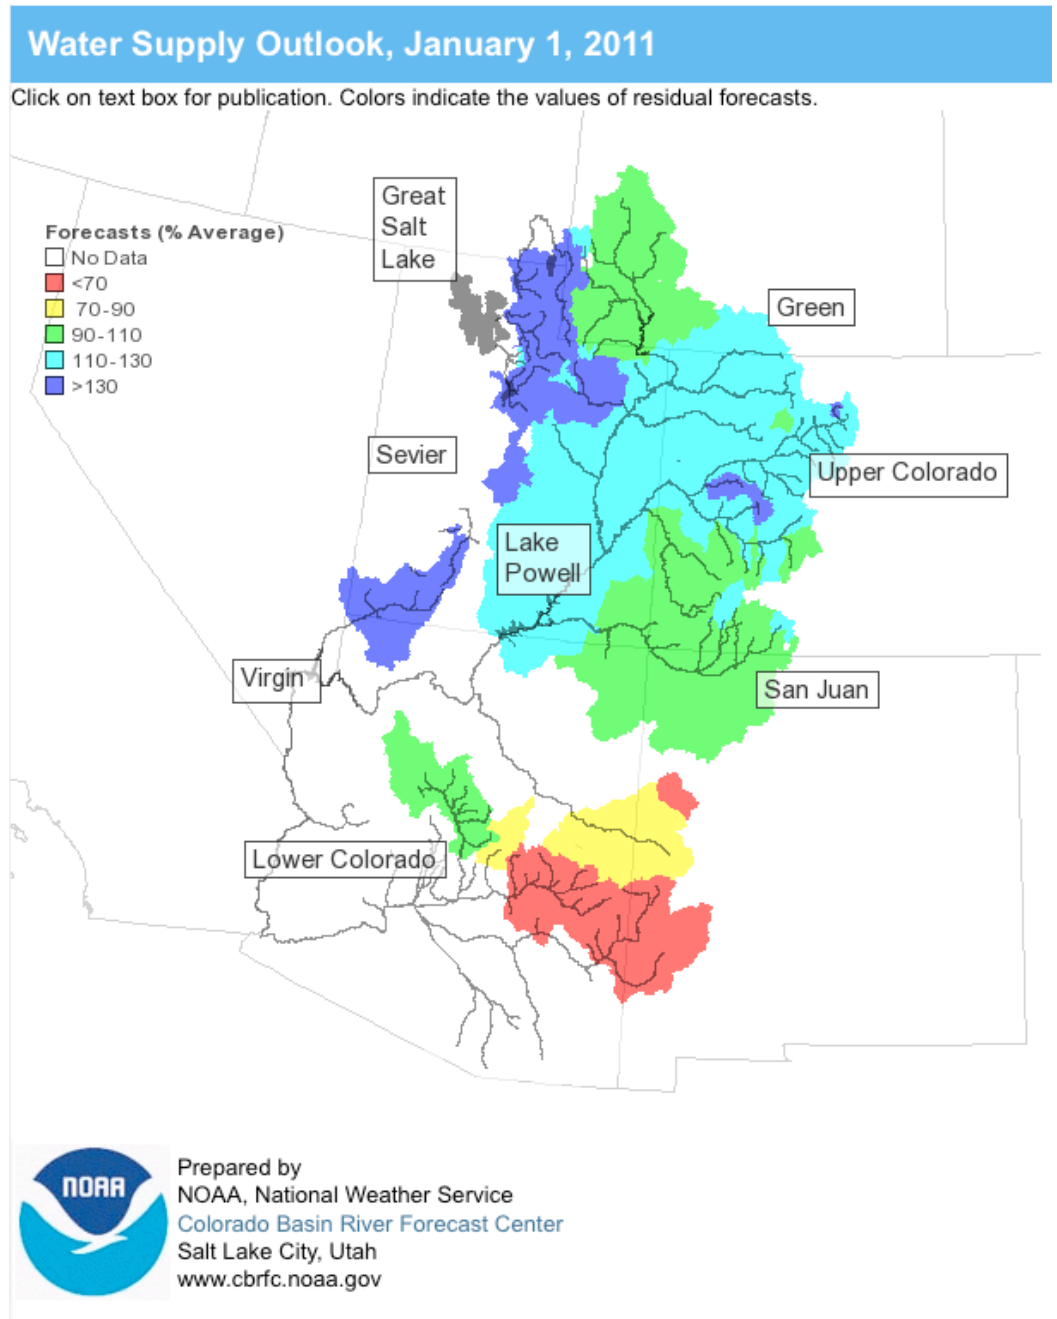 Water Supply Outlook, January 1, 2011
Click on text box for publication. Colors indicate the values of residual forecasts.
Great
Salt
Lake
Forecasts (% Average)
No Data
<70
70-90
90-110
110-130
>130
Green
Sevier
Upper Colorado
Lake
Powell
Virgin
San Juan
Lower Colorado
NOAA
Prepared by
NOAA, National Weather Service
Colorado Basin River Forecast Center
Salt Lake City, Utah
www.cbrfc.noaa.gov